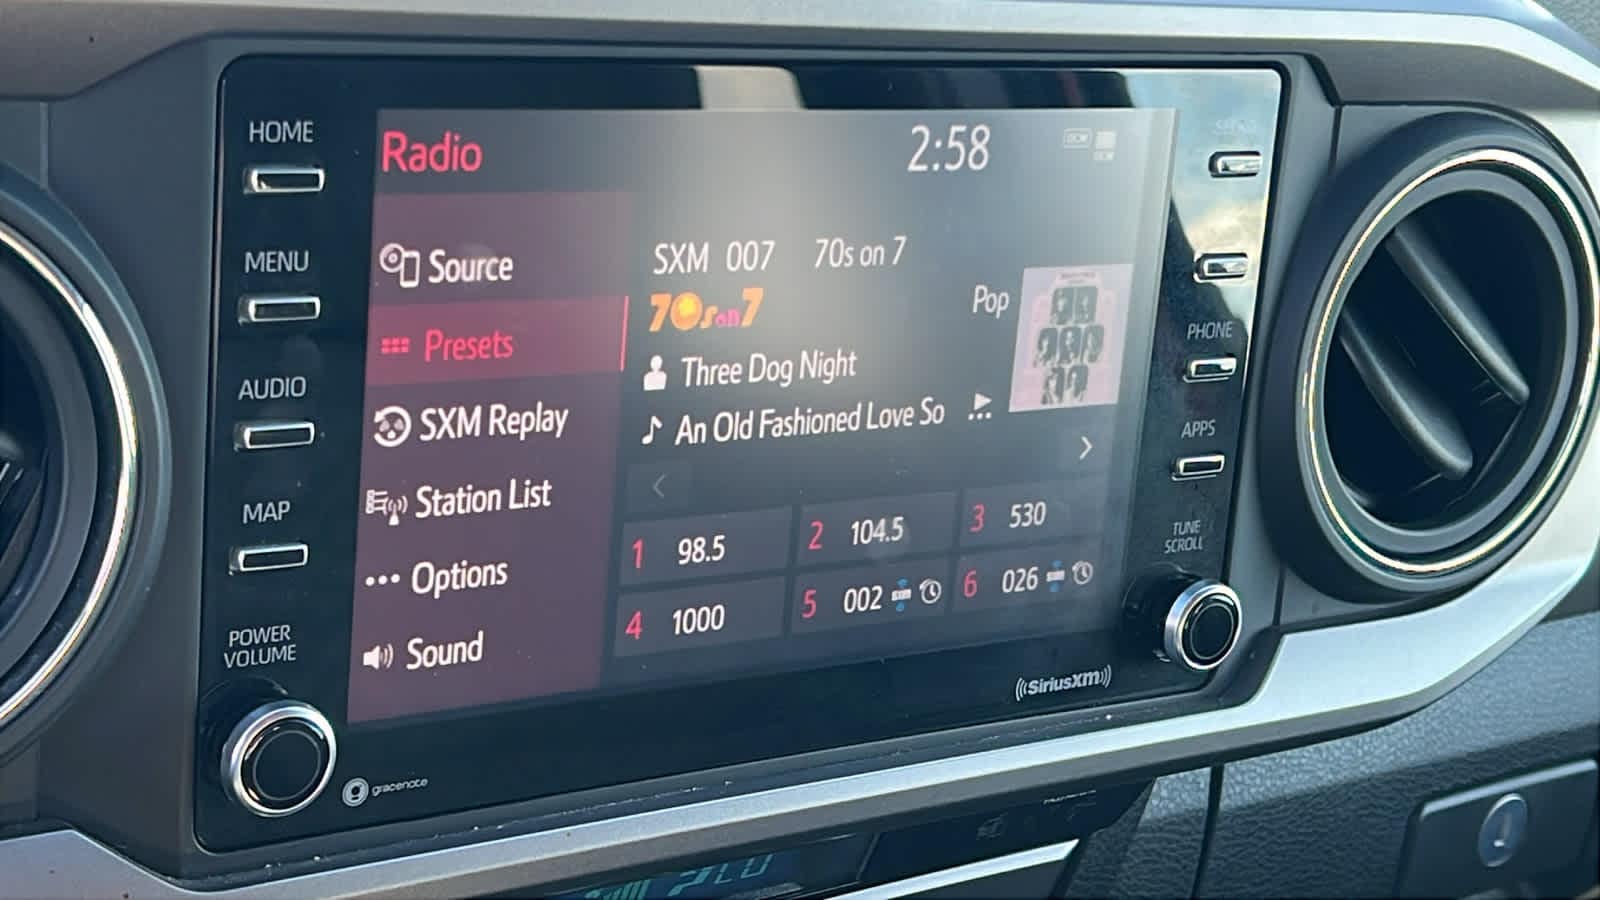 HOME
MENU
AUDIO
MAP
POWER
VOLUME
Radio
2:58
Source
Presets
SXM Replay
Station List
Options
Sound
SXM 007 70s on 7
70s on 7
Pop
Three Dog Night
An Old Fashioned Love So
1 98.5
2 104.5
3 530
4 1000
5 002
6 026
PHONE
APPS
TUNE
SCROLL
SiriusXM
gracenote